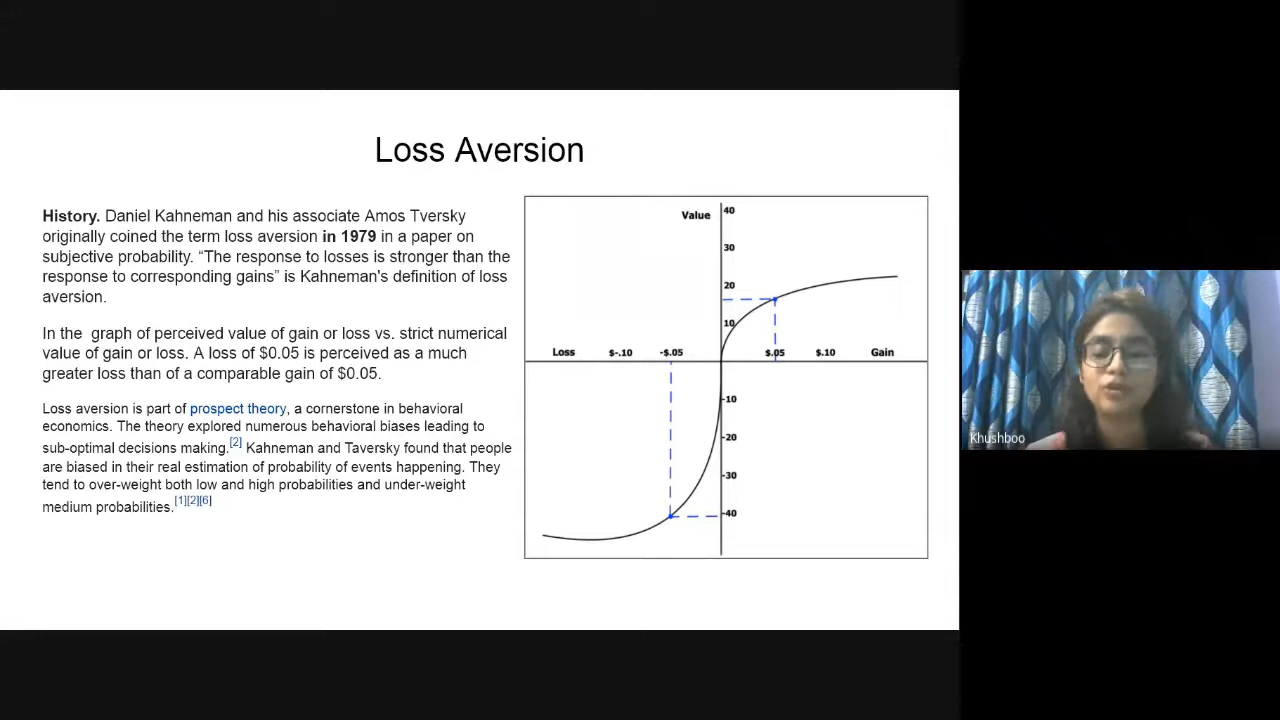 Loss Aversion
History. Daniel Kahneman and his associate Amos Tversky
originally coined the term loss aversion in 1979 in a paper on
subjective probability. “The response to losses is stronger than the
response to corresponding gains” is Kahneman's definition of loss
aversion.
In the  graph of perceived value of gain or loss vs. strict numerical
value of gain or loss. A loss of $0.05 is perceived as a much
greater loss than of a comparable gain of $0.05.
Loss aversion is part of prospect theory, a cornerstone in behavioral
economics. The theory explored numerous behavioral biases leading to
sub-optimal decisions making.[2] Kahneman and Taversky found that people
are biased in their real estimation of probability of events happening. They
tend to over-weight both low and high probabilities and under-weight
medium probabilities.[1][2][6]
Value 40
30
20
10
Loss $-.10 -$.05 $.05 $.10 Gain
-10
-20
-30
-40
Khushboo